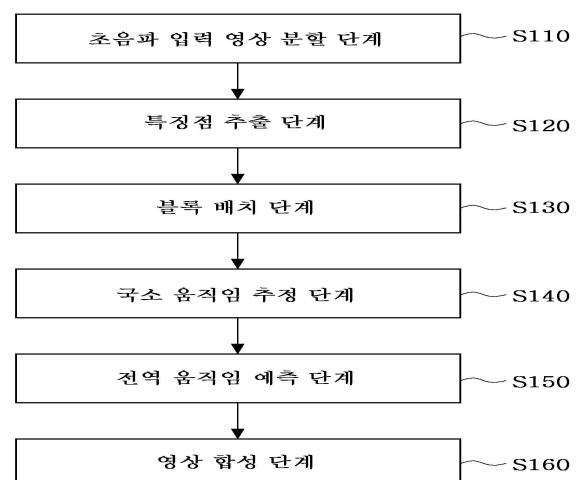 초음파 입력 영상 분할 단계 S110
특징점 추출 단계 S120
블록 배치 단계 S130
국소 움직임 추정 단계 S140
전역 움직임 예측 단계 S150
영상 합성 단계 S160